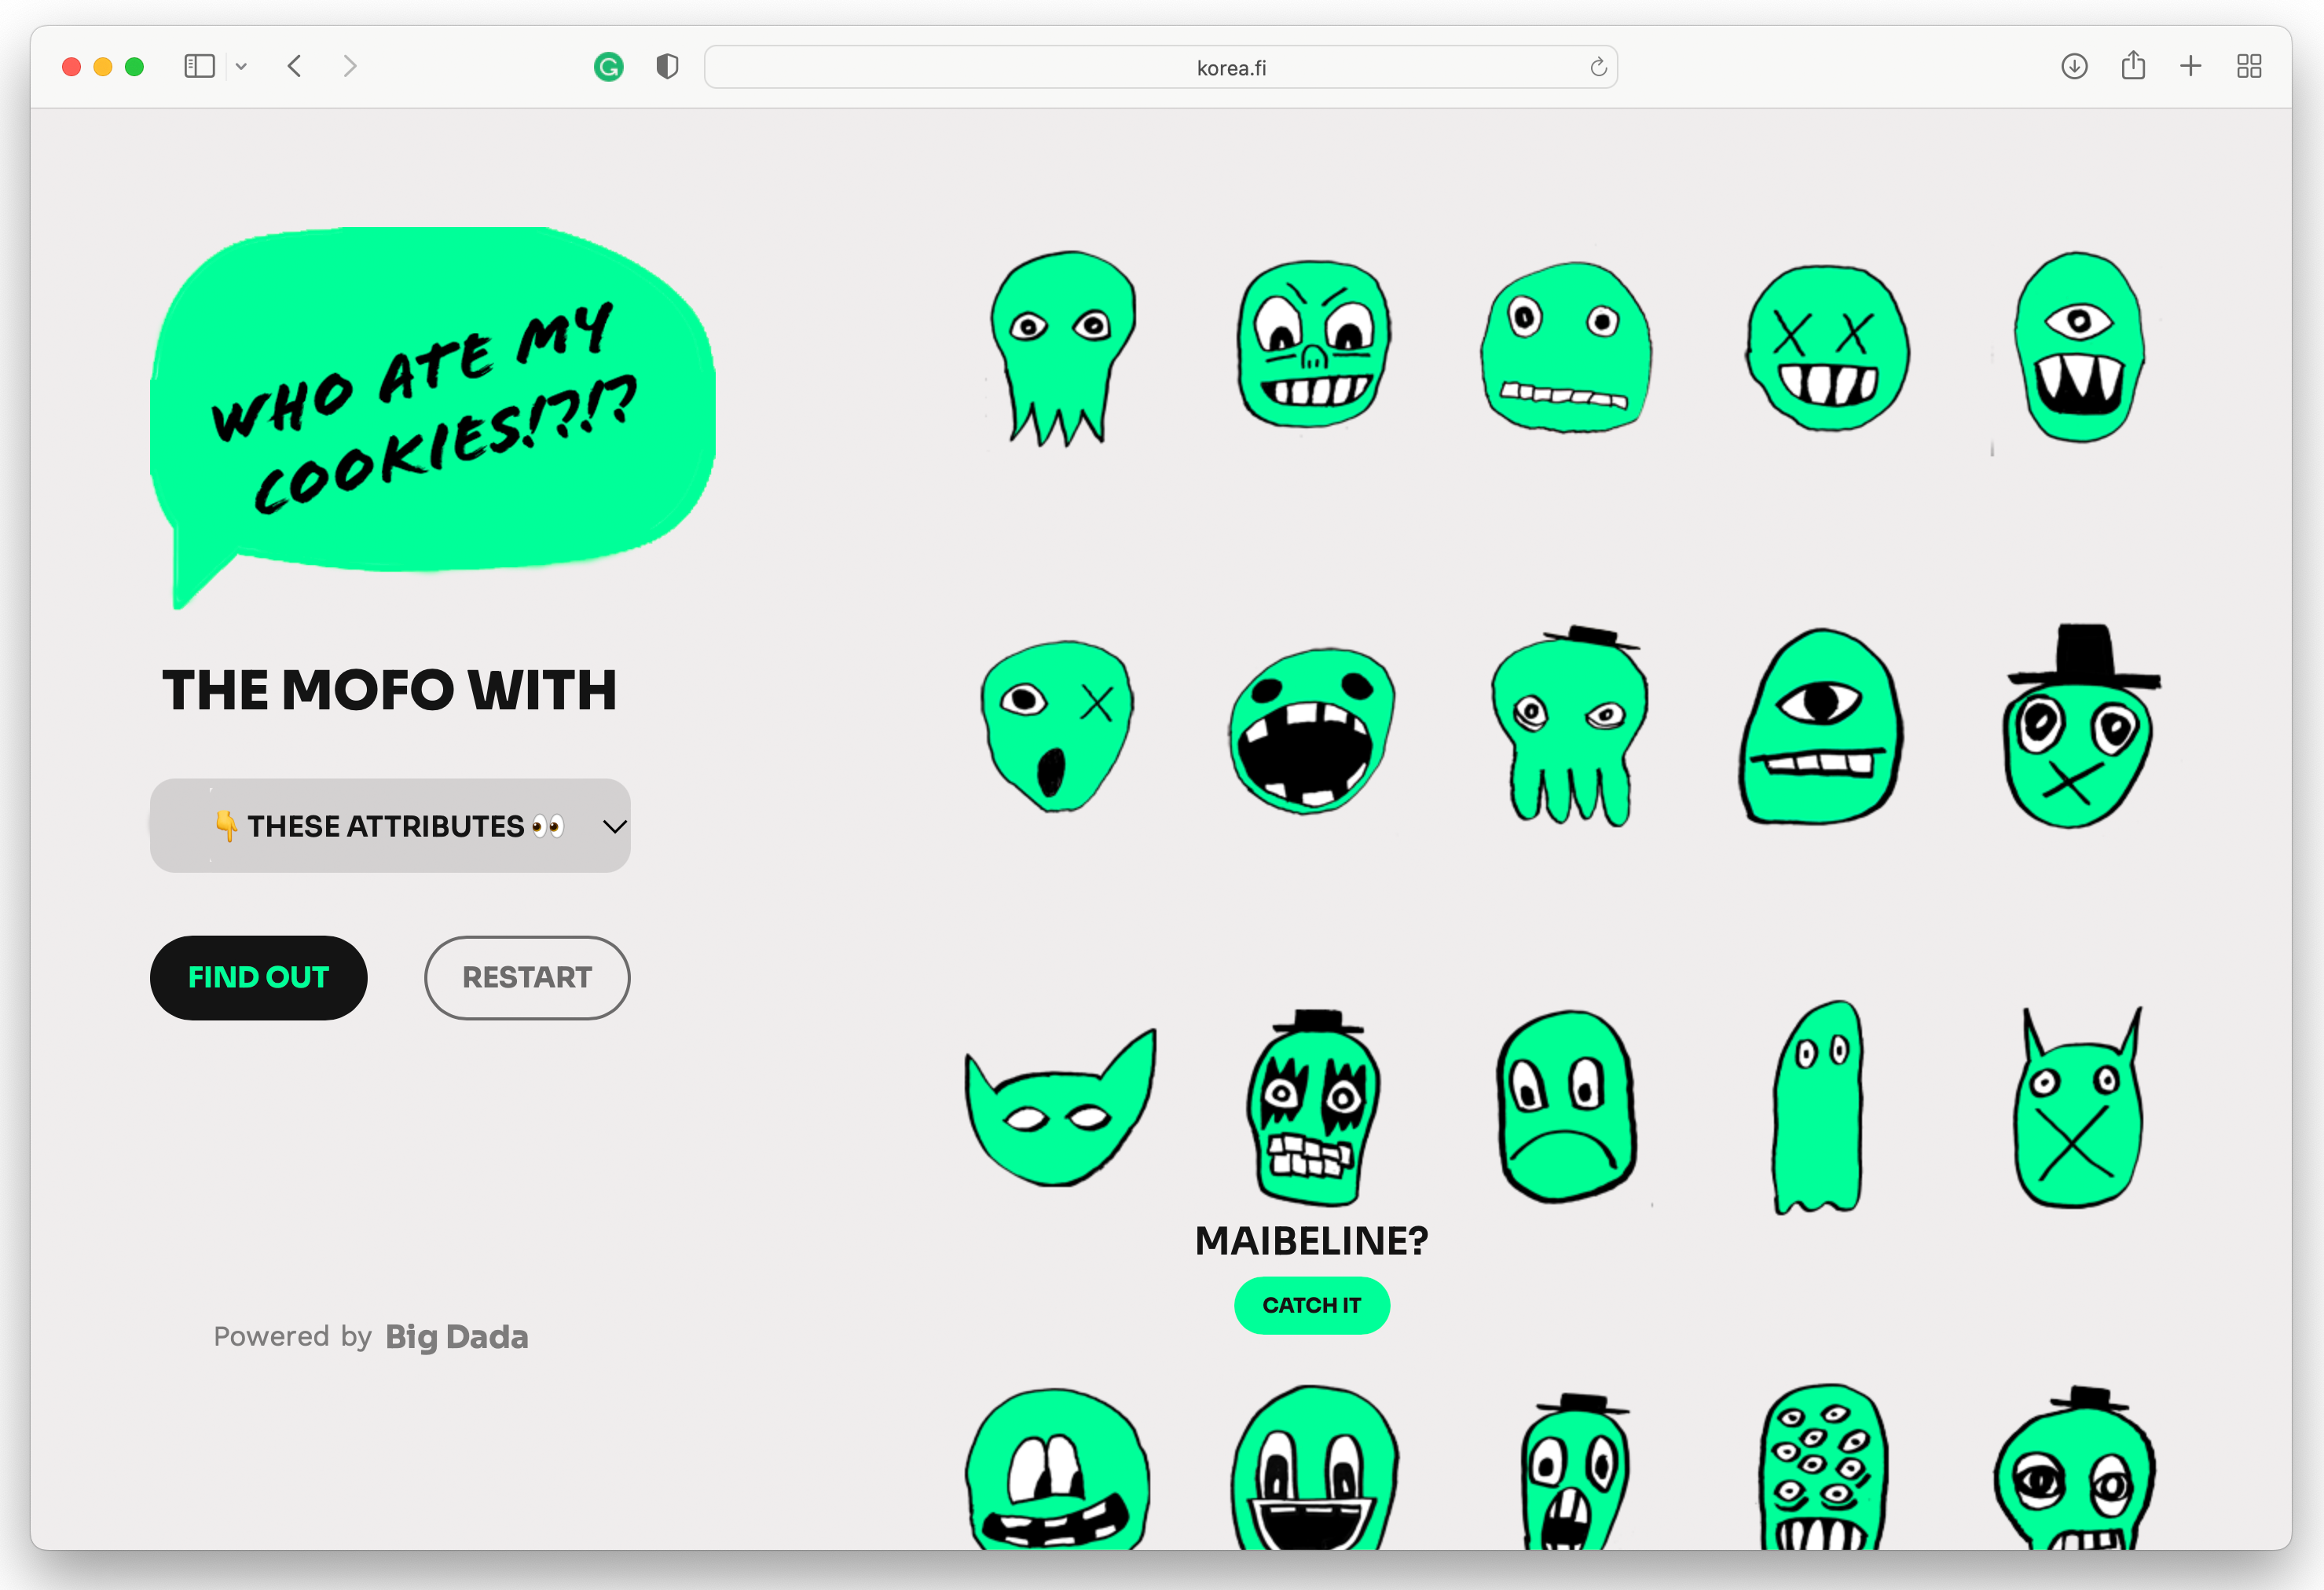 korea.fi
WHO ATE MY
COOKIES!?!?
THE MOFO WITH
👇 THESE ATTRIBUTES 👀
FIND OUT
RESTART
Powered by Big Dada
MAIBELINE?
CATCH IT